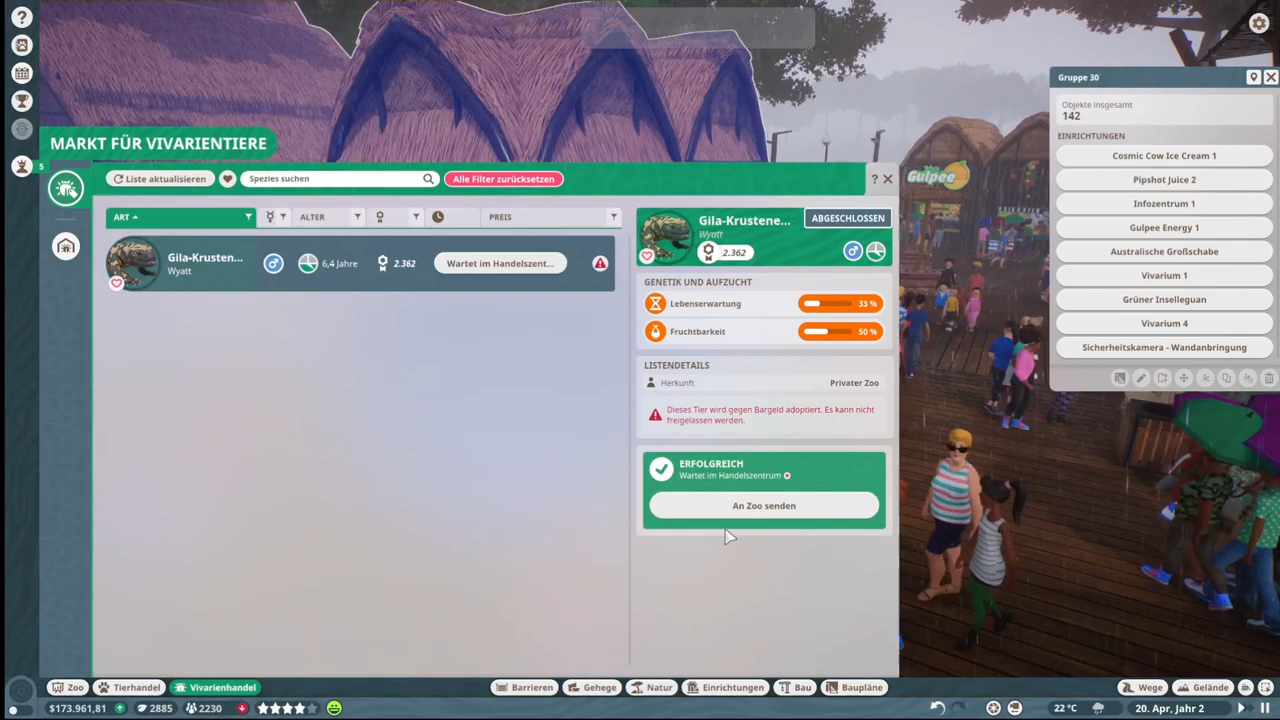 MARKT FÜR VIVARIENTIERE
5
Liste aktualisieren
Spezies suchen
Alle Filter zurücksetzen
?
ART
ALTER
PREIS
Gila-Krusten...
Wyatt
6,4 Jahre
2.362
Wartet im Handelszent...
Gila-Krustene...
Wyatt
2.362
ABGESCHLOSSEN
GENETIK UND AUFZUCHT
Lebenserwartung
33 %
Fruchtbarkeit
50 %
LISTENDETAILS
Herkunft
Privater Zoo
Dieses Tier wird gegen Bargeld adoptiert. Es kann nicht
freigelassen werden.
ERFOLGREICH
Wartet im Handelszentrum
An Zoo senden
Gulpee
Gruppe 30
Objekte insgesamt
142
EINRICHTUNGEN
Cosmic Cow Ice Cream 1
Pipshot Juice 2
Infozentrum 1
Gulpee Energy 1
Australische Großschabe
Vivarium 1
Grüner Inselleguan
Vivarium 4
Sicherheitskamera - Wandanbringung
Zoo
Tierhandel
Vivarienhandel
Barrieren
Gehege
Natur
Einrichtungen
Bau
Baupläne
Wege
Gelände
$173.961,81
2885
2230
22 °C
20. Apr, Jahr 2